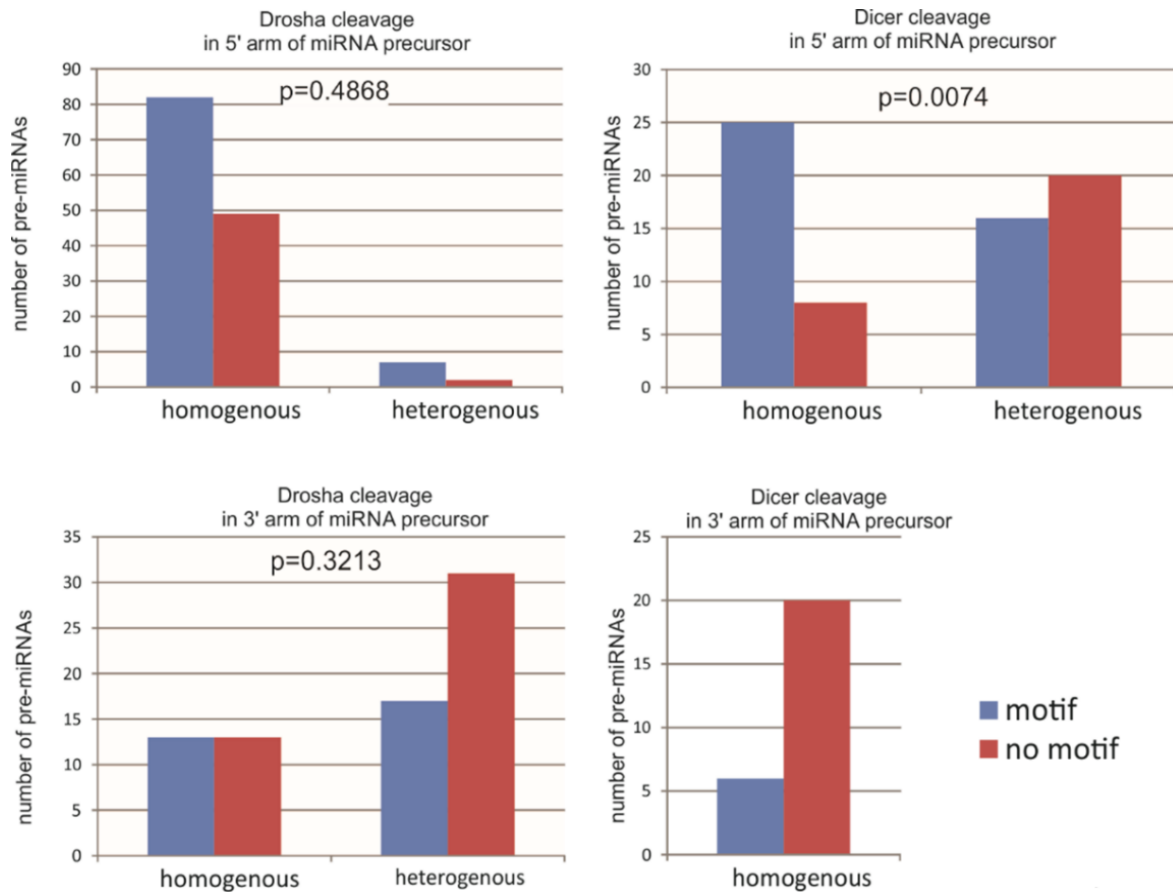 Drosha cleavage
in 5' arm of miRNA precursor
number of pre-miRNAs
90
80
70
60
50
40
30
20
10
0
p=0.4868
homogenous
heterogenous
Dicer cleavage
in 5' arm of miRNA precursor
number of pre-miRNAs
30
25
20
15
10
5
0
p=0.0074
homogenous
heterogenous
Drosha cleavage
in 3' arm of miRNA precursor
number of pre-miRNAs
35
30
25
20
15
10
5
0
p=0.3213
homogenous
heterogenous
Dicer cleavage
in 3' arm of miRNA precursor
number of pre-miRNAs
25
20
15
10
5
0
homogenous
motif
no motif